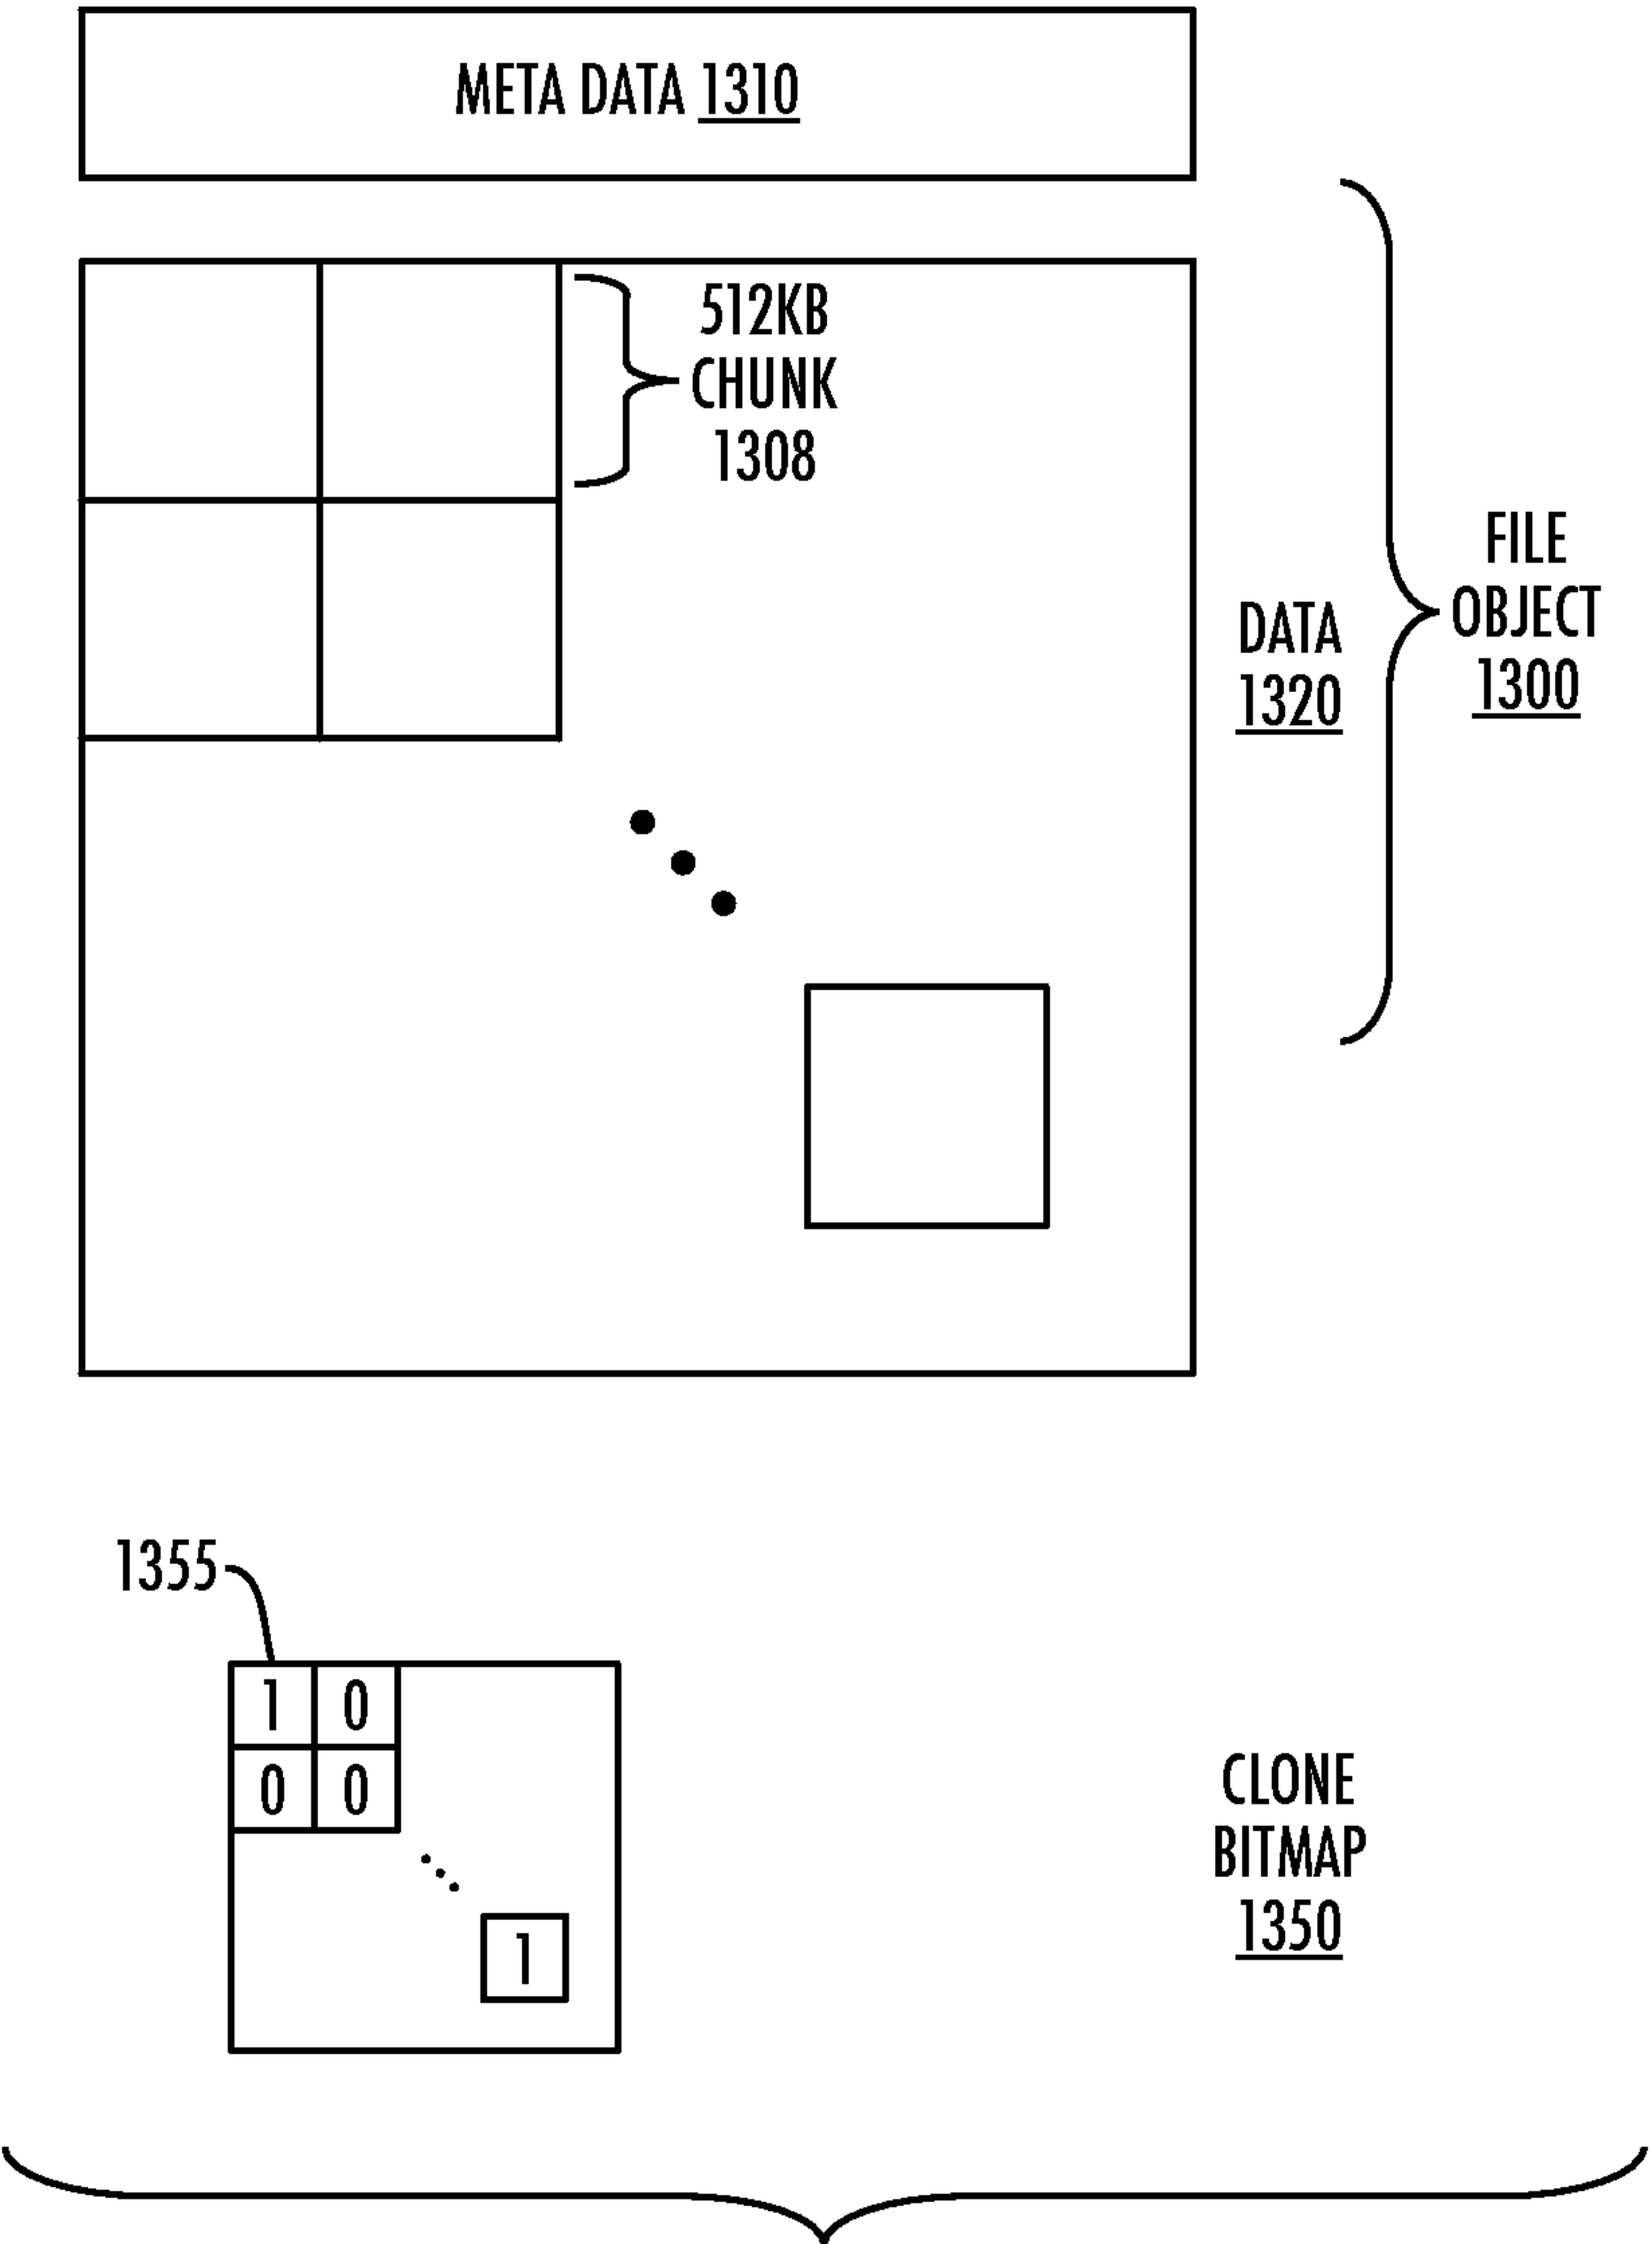 META DATA 1310
512KB
CHUNK
1308
FILE
OBJECT
1300
DATA
1320
1355
1 0
0 0
1
CLONE
BITMAP
1350